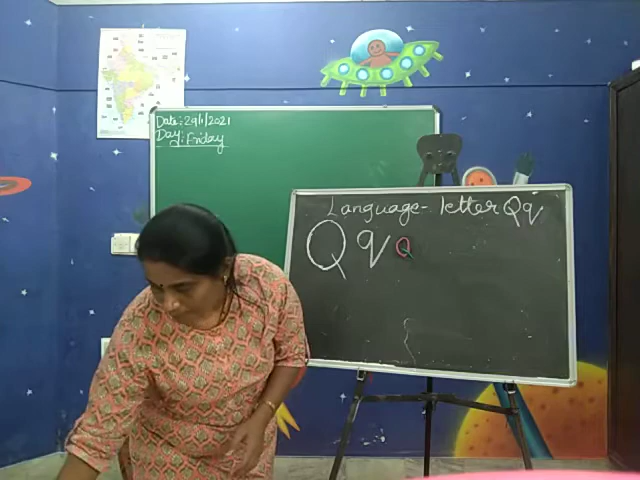 Date: 29/1/2021
Day: Friday
Language - letter Qq
Q q Q